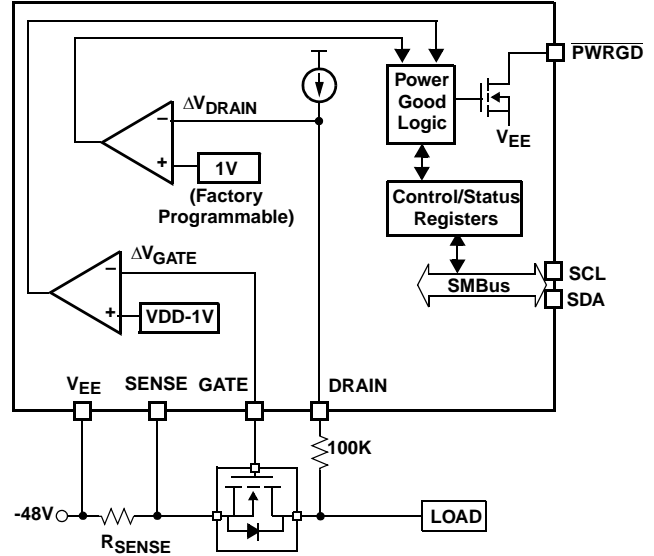 PWRGD
Power
Good
Logic
VEE
ΔVDRAIN
−
+
1V
(Factory
Programmable)
Control/Status
Registers
SMBus
SCL
SDA
ΔVGATE
−
+
VDD-1V
VEE SENSE GATE DRAIN
100K
-48V
RSENSE
LOAD